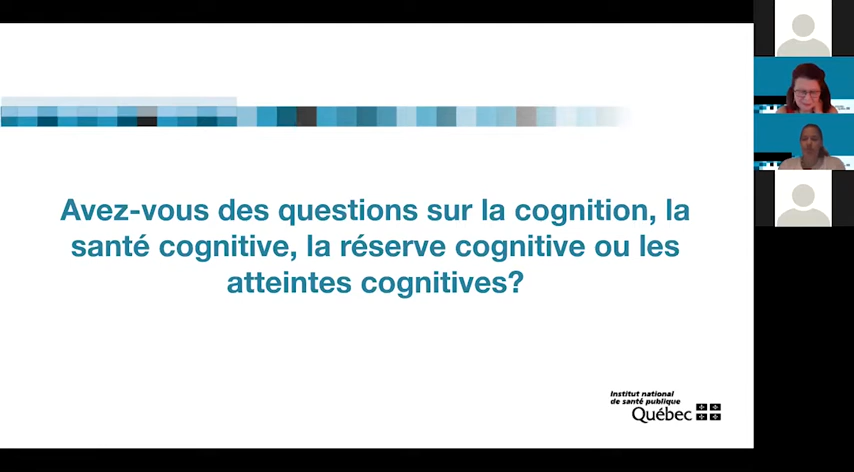 Avez-vous des questions sur la cognition, la
santé cognitive, la réserve cognitive ou les
atteintes cognitives?
Institut national
de santé publique
Québec